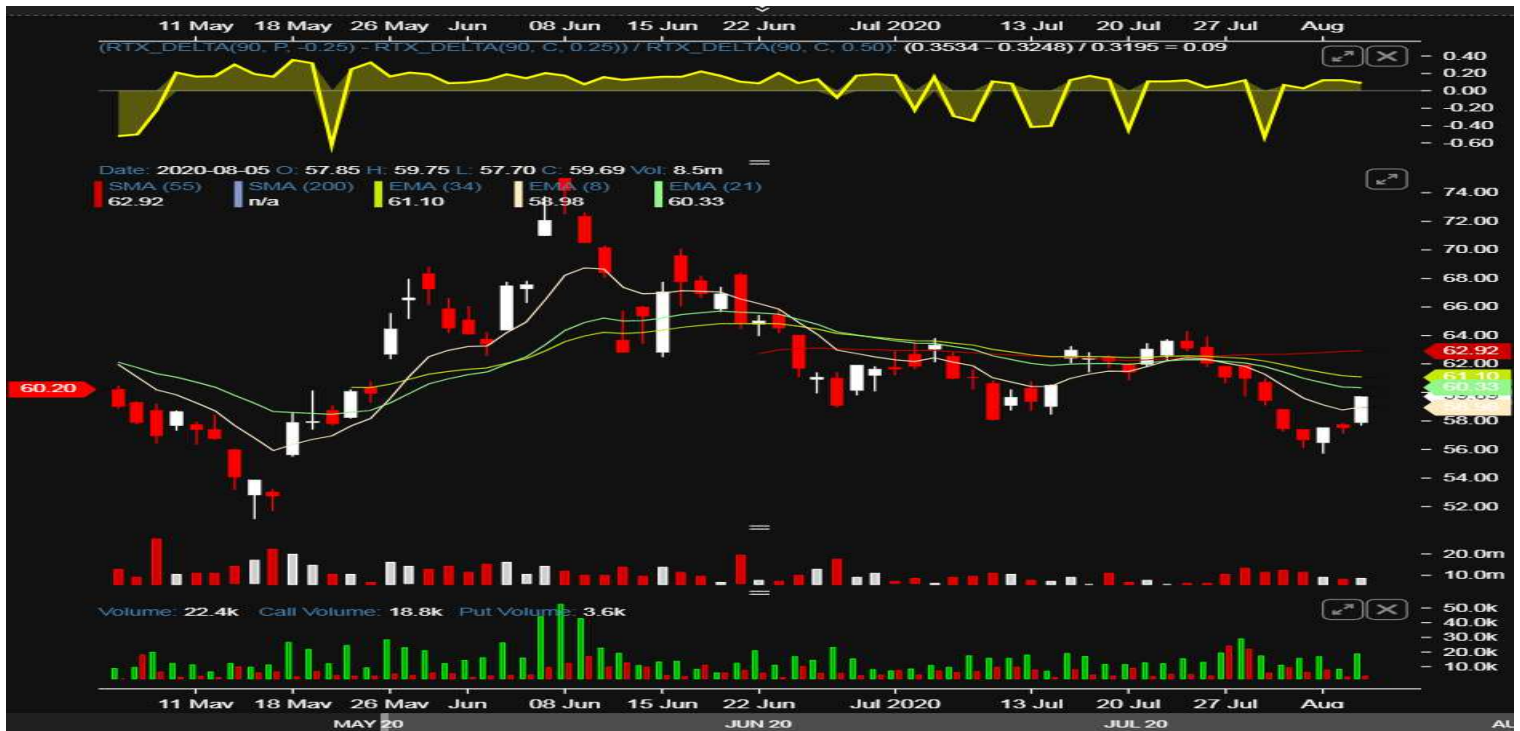 11 May 18 May 26 May Jun 08 Jun 15 Jun 22 Jun Jul 2020 13 Jul 20 Jul 27 Jul Aug
(RTX_DELTA(90, P, -0.25) - RTX_DELTA(90, C, 0.25)) / RTX_DELTA(90, C, 0.50): (0.3534 - 0.3248) / 0.3195 = 0.09
0.40
0.20
0.00
-0.20
-0.40
-0.60
Date: 2020-08-05 O: 57.85 H: 59.75 L: 57.70 C: 59.69 Vol: 8.5m
SMA (55) SMA (200) EMA (34) EMA (8) EMA (21)
62.92 n/a 61.10 58.98 60.33
74.00
72.00
70.00
68.00
66.00
64.00
62.92
62.00
61.10
60.33
60.20
59.69
58.98
58.00
56.00
54.00
52.00
20.0m
10.0m
Volume: 22.4k Call Volume: 18.8k Put Volume: 3.6k
50.0k
40.0k
30.0k
20.0k
10.0k
11 May 18 May 26 May Jun 08 Jun 15 Jun 22 Jun Jul 2020 13 Jul 20 Jul 27 Jul Aug
MAY 20 JUN 20 JUL 20